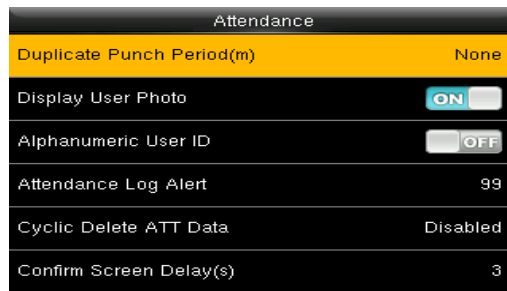 Attendance
Duplicate Punch Period(m) None
Display User Photo ON
Alphanumeric User ID OFF
Attendance Log Alert 99
Cyclic Delete ATT Data Disabled
Confirm Screen Delay(s) 3